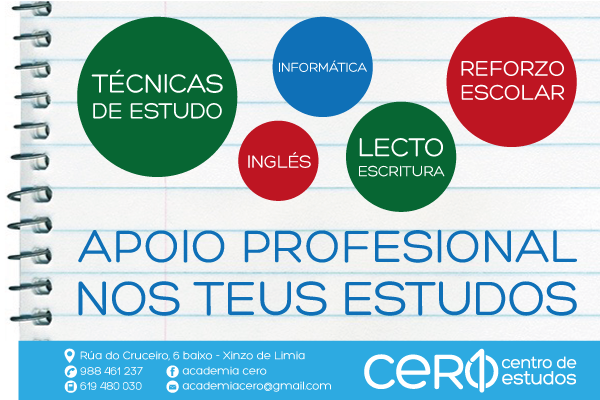 TÉCNICAS
DE ESTUDO
INFORMÁTICA
REFORZO
ESCOLAR
INGLÉS
LECTO
ESCRITURA
APOIO PROFESIONAL
NOS TEUS ESTUDOS
Rúa do Cruceiro, 6 baixo - Xinzo de Limia
988 461 237
academia cero
619 480 030
academiacero@gmail.com
CERO centro de
estudos